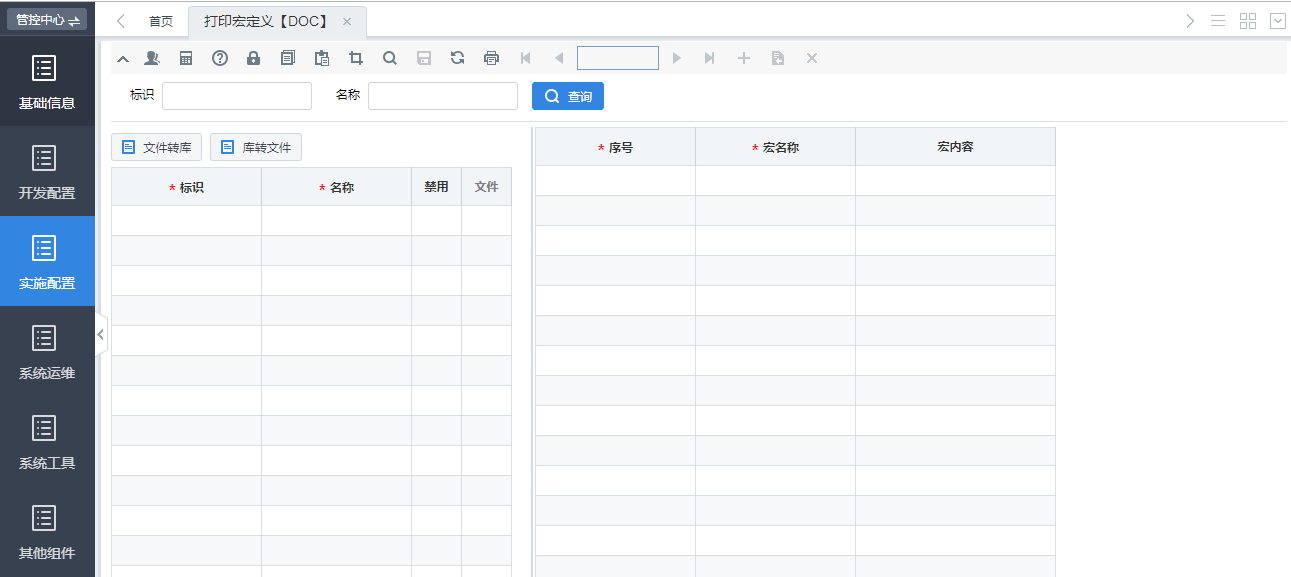 管控中心
首页
打印宏定义【DOC】
基础信息
开发配置
实施配置
系统运维
系统工具
其他组件
标识
名称
查询
文件转库
库转文件
* 标识
* 名称
禁用
文件
* 序号
* 宏名称
宏内容